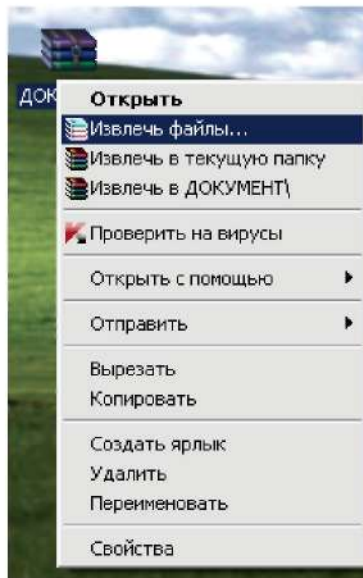 ДОК
Открыть
Извлечь файлы...
Извлечь в текущую папку
Извлечь в ДОКУМЕНТ\
Проверить на вирусы
Открыть с помощью
Отправить
Вырезать
Копировать
Создать ярлык
Удалить
Переименовать
Свойства